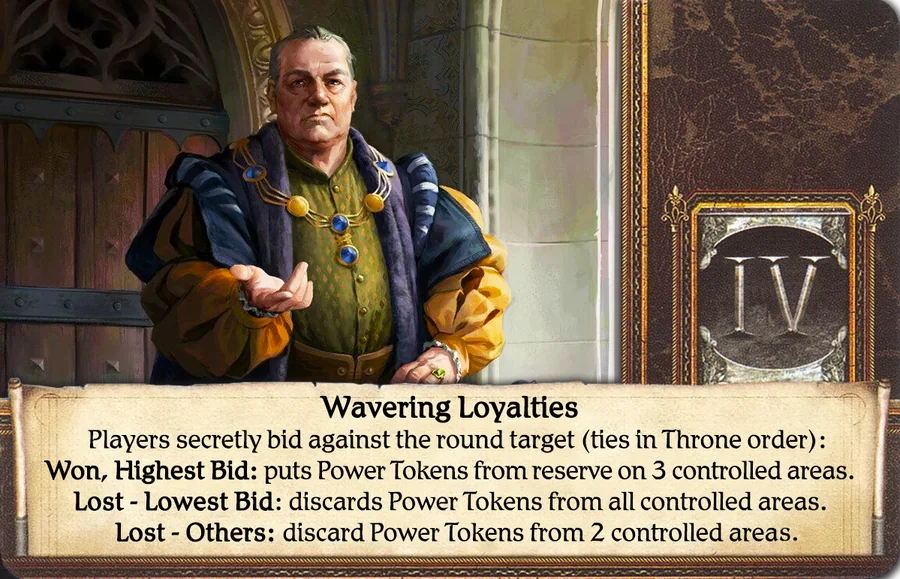 IV
Wavering Loyalties
Players secretly bid against the round target (ties in Throne order):
Won, Highest Bid: puts Power Tokens from reserve on 3 controlled areas.
Lost - Lowest Bid: discards Power Tokens from all controlled areas.
Lost - Others: discard Power Tokens from 2 controlled areas.